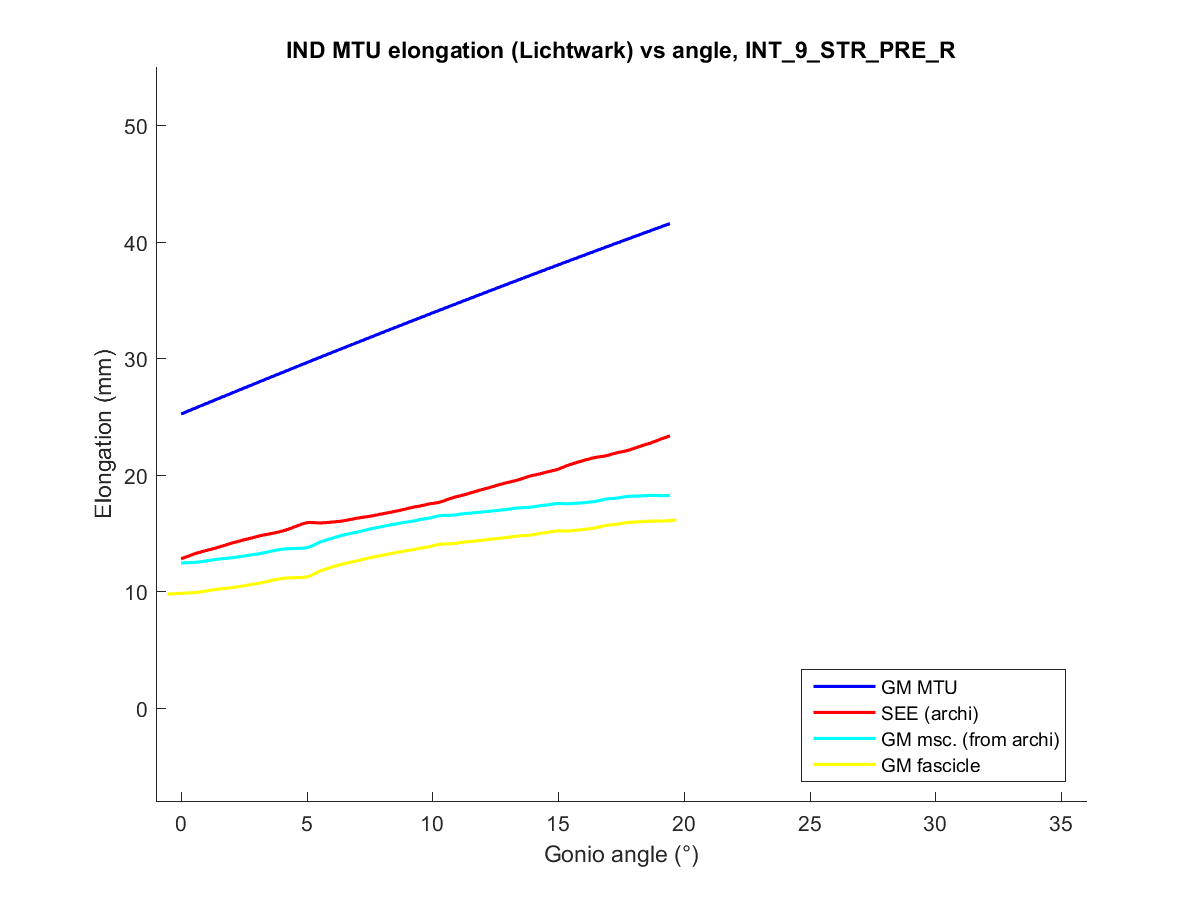 IND MTU elongation (Lichtwark) vs angle, INT_9_STR_PRE_R
50
40
30
20
10
0
Elongation (mm)
0 5 10 15 20 25 30 35
Gonio angle (°)
GM MTU
SEE (archi)
GM msc. (from archi)
GM fascicle